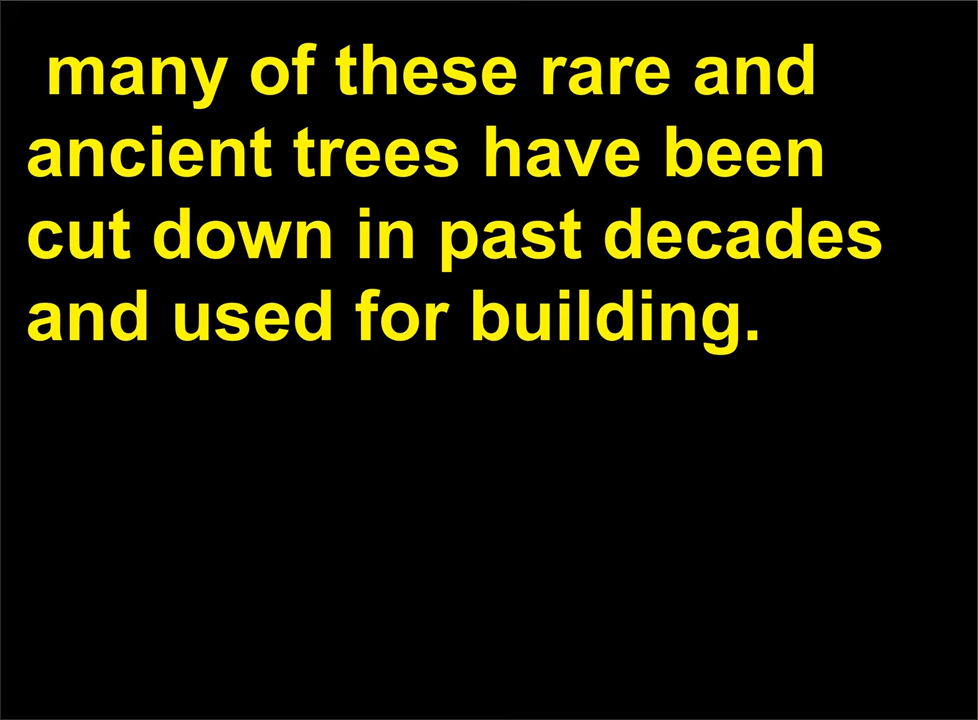 many of these rare and
ancient trees have been
cut down in past decades
and used for building.